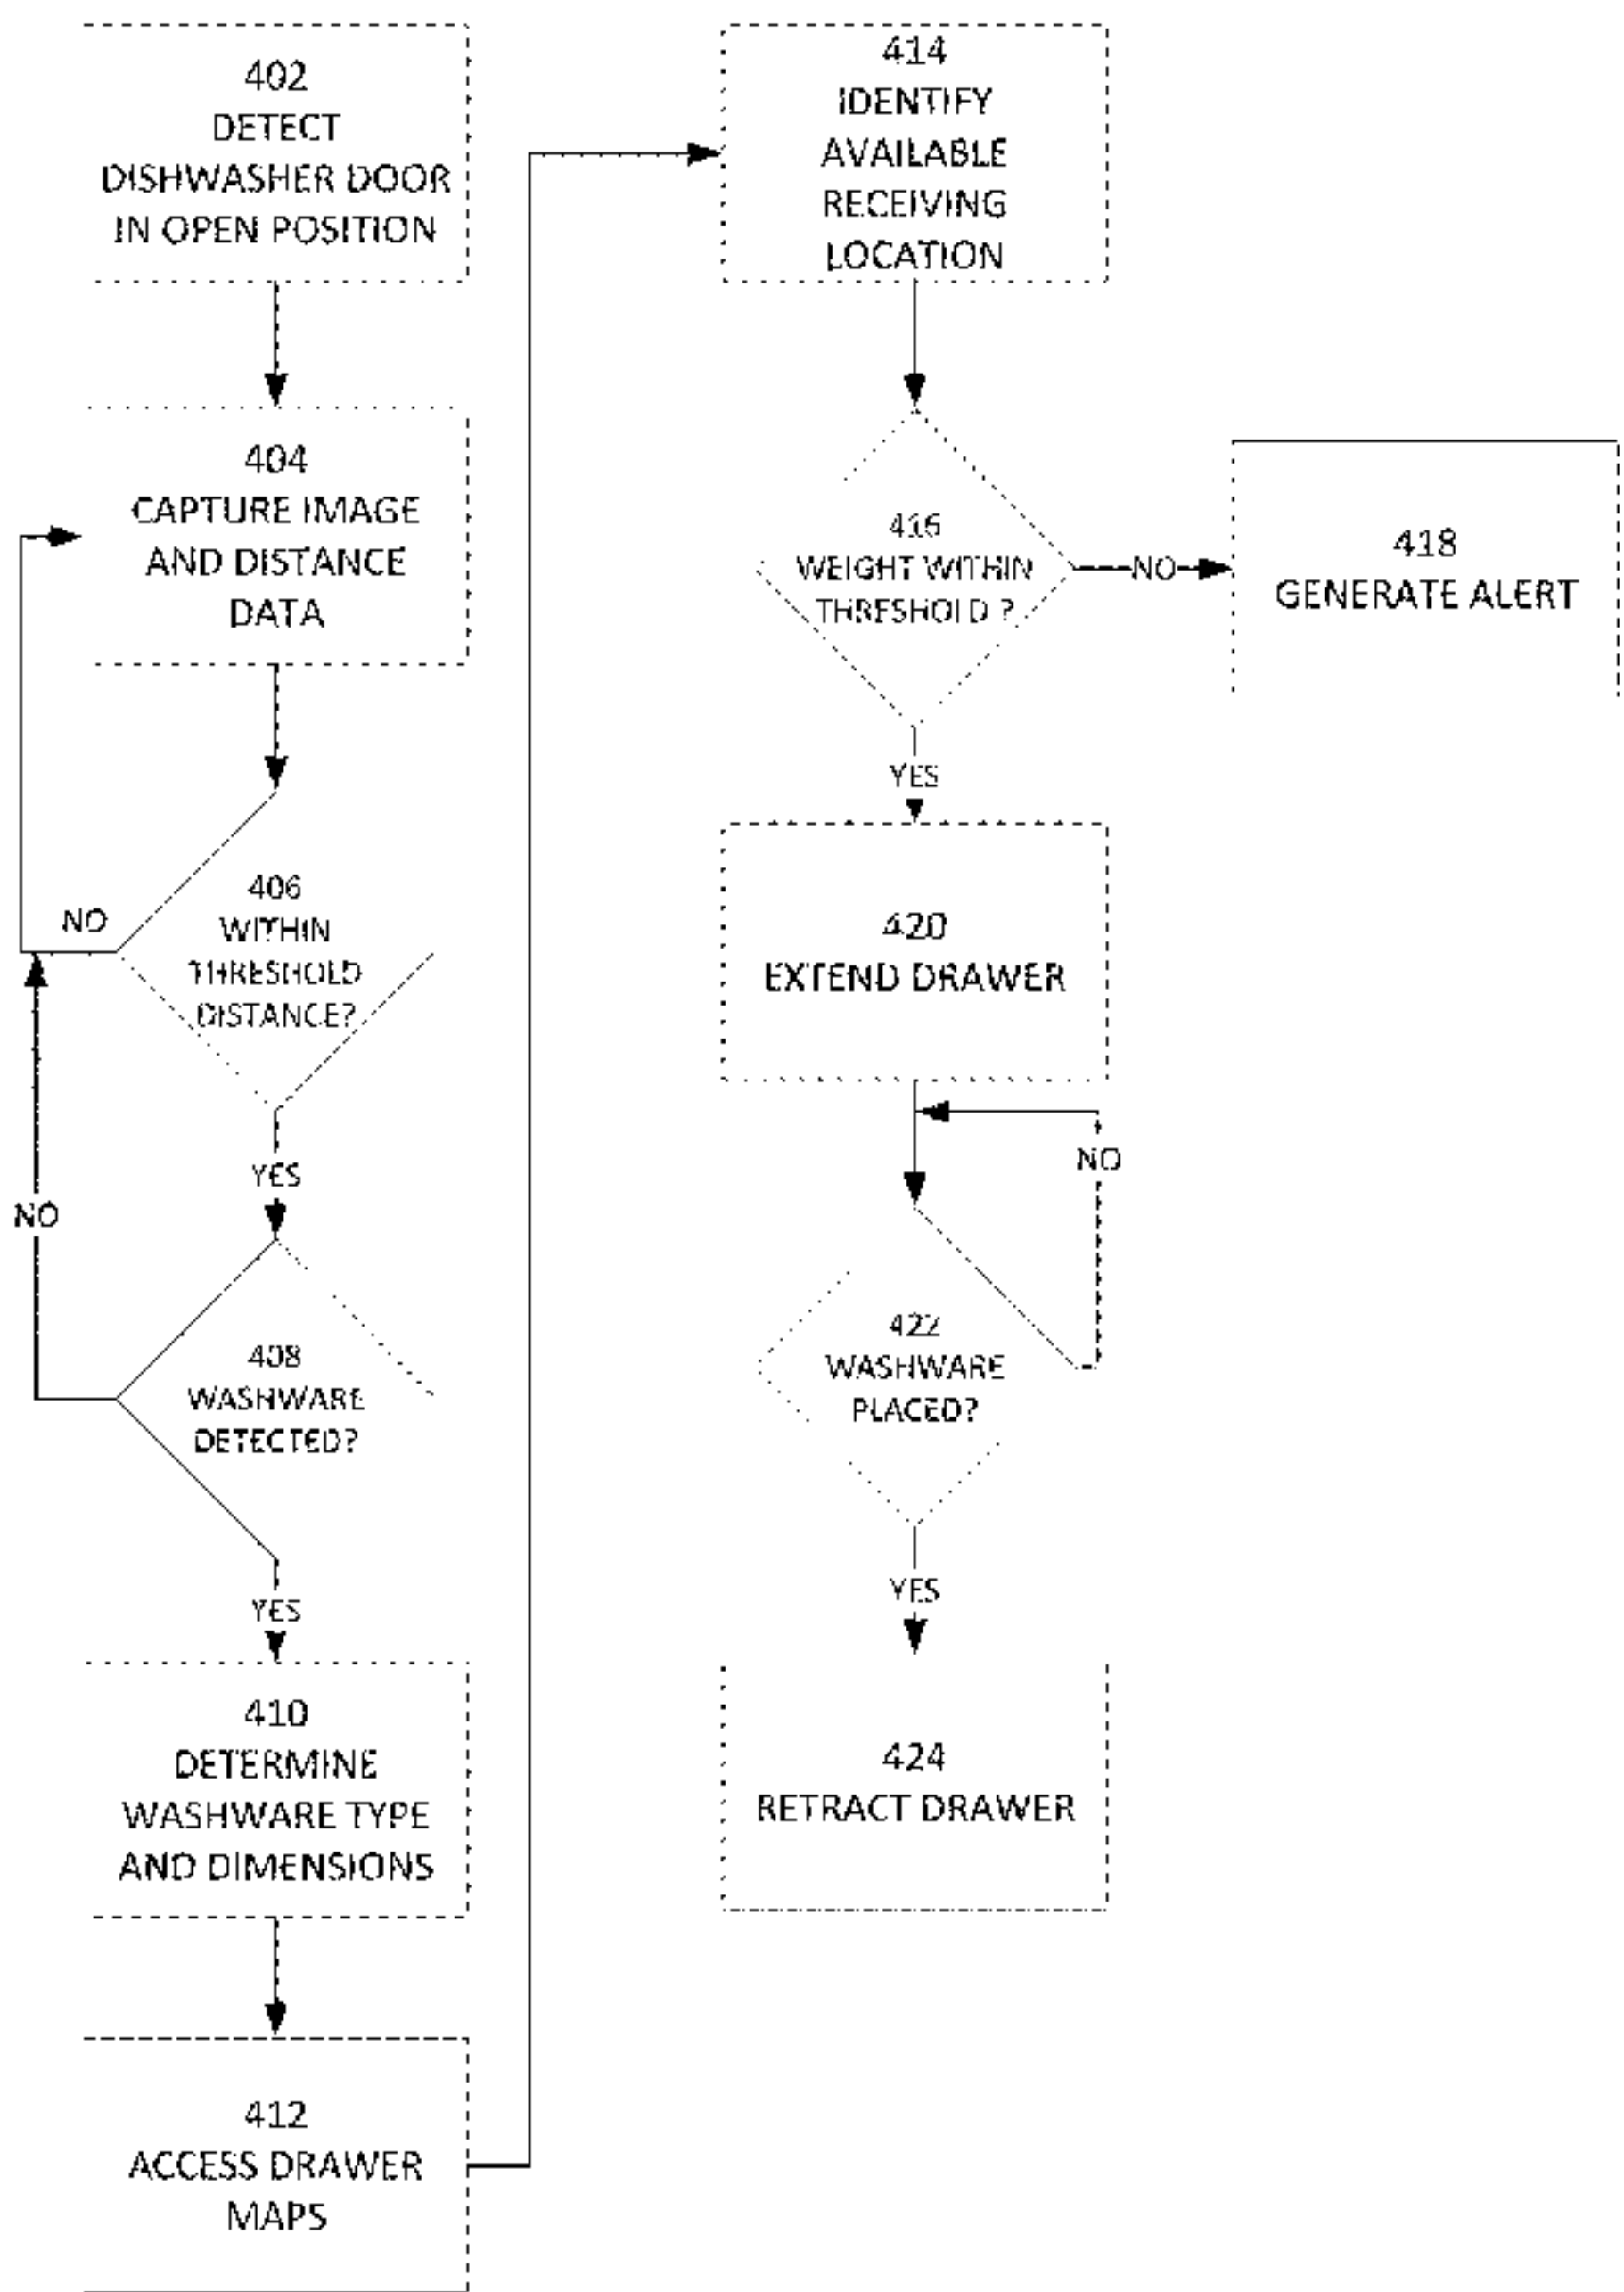 402
DETECT
DISHWASHER DOOR
IN OPEN POSITION
404
CAPTURE IMAGE
AND DISTANCE
DATA
406
WITHIN
THRESHOLD
DISTANCE?
NO
YES
408
WASHWARE
DETECTED?
NO
YES
410
DETERMINE
WASHWARE TYPE
AND DIMENSIONS
412
ACCESS DRAWER
MAPS
414
IDENTIFY
AVAILABLE
RECEIVING
LOCATION
416
WEIGHT WITHIN
THRESHOLD ?
NO
418
GENERATE ALERT
YES
420
EXTEND DRAWER
NO
422
WASHWARE
PLACED?
YES
424
RETRACT DRAWER